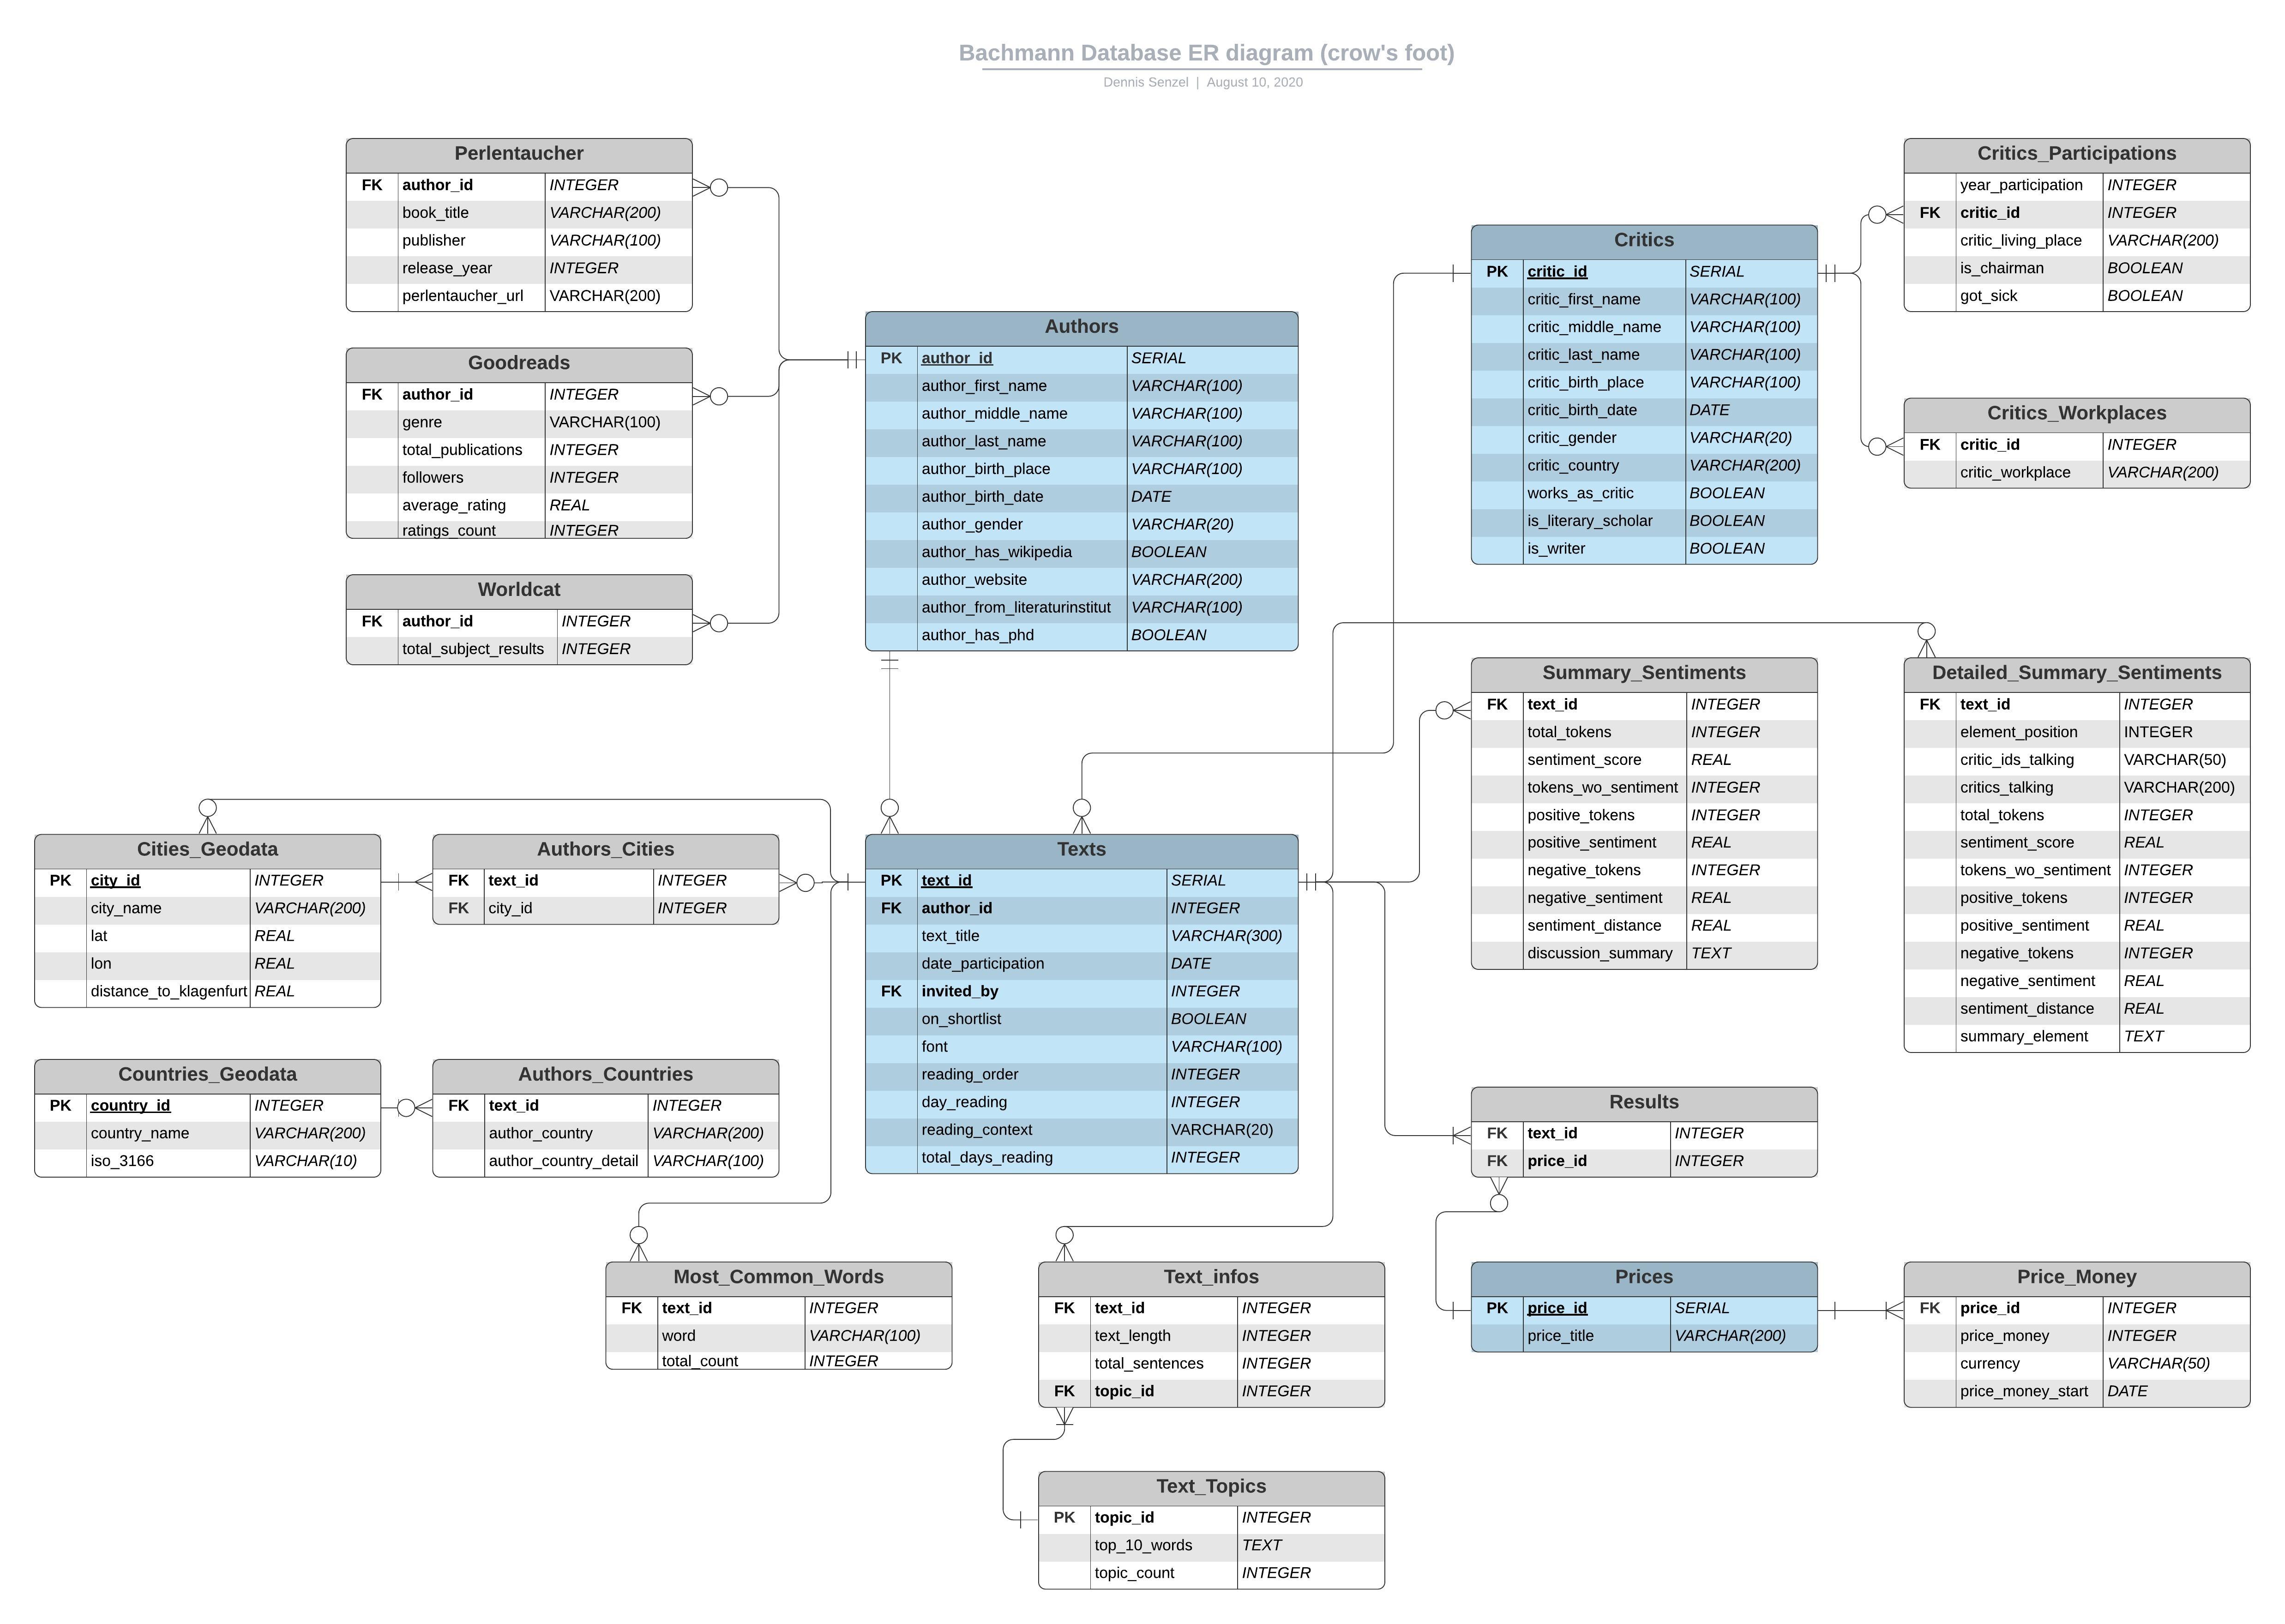 Bachmann Database ER diagram (crow's foot)
Dennis Senzel | August 10, 2020
Perlentaucher
FK author_id INTEGER
book_title VARCHAR(200)
publisher VARCHAR(100)
release_year INTEGER
perlentaucher_url VARCHAR(200)
Goodreads
FK author_id INTEGER
genre VARCHAR(100)
total_publications INTEGER
followers INTEGER
average_rating REAL
ratings_count INTEGER
Worldcat
FK author_id INTEGER
total_subject_results INTEGER
Authors
PK author_id SERIAL
author_first_name VARCHAR(100)
author_middle_name VARCHAR(100)
author_last_name VARCHAR(100)
author_birth_place VARCHAR(100)
author_birth_date DATE
author_gender VARCHAR(20)
author_has_wikipedia BOOLEAN
author_website VARCHAR(200)
author_from_literaturinstitut VARCHAR(100)
author_has_phd BOOLEAN
Critics
PK critic_id SERIAL
critic_first_name VARCHAR(100)
critic_middle_name VARCHAR(100)
critic_last_name VARCHAR(100)
critic_birth_place VARCHAR(100)
critic_birth_date DATE
critic_gender VARCHAR(20)
critic_country VARCHAR(200)
works_as_critic BOOLEAN
is_literary_scholar BOOLEAN
is_writer BOOLEAN
Critics_Participations
year_participation INTEGER
FK critic_id INTEGER
critic_living_place VARCHAR(200)
is_chairman BOOLEAN
got_sick BOOLEAN
Critics_Workplaces
FK critic_id INTEGER
critic_workplace VARCHAR(200)
Summary_Sentiments
FK text_id INTEGER
total_tokens INTEGER
sentiment_score REAL
tokens_wo_sentiment INTEGER
positive_tokens INTEGER
positive_sentiment REAL
negative_tokens INTEGER
negative_sentiment REAL
sentiment_distance REAL
discussion_summary TEXT
Detailed_Summary_Sentiments
FK text_id INTEGER
element_position INTEGER
critic_ids_talking VARCHAR(50)
critics_talking VARCHAR(200)
total_tokens INTEGER
sentiment_score REAL
tokens_wo_sentiment INTEGER
positive_tokens INTEGER
positive_sentiment REAL
negative_tokens INTEGER
negative_sentiment REAL
sentiment_distance REAL
summary_element TEXT
Cities_Geodata
PK city_id INTEGER
city_name VARCHAR(200)
lat REAL
lon REAL
distance_to_klagenfurt REAL
Authors_Cities
FK text_id INTEGER
FK city_id INTEGER
Texts
PK text_id SERIAL
FK author_id INTEGER
text_title VARCHAR(300)
date_participation DATE
FK invited_by INTEGER
on_shortlist BOOLEAN
font VARCHAR(100)
reading_order INTEGER
day_reading INTEGER
reading_context VARCHAR(20)
total_days_reading INTEGER
Countries_Geodata
PK country_id INTEGER
country_name VARCHAR(200)
iso_3166 VARCHAR(10)
Authors_Countries
FK text_id INTEGER
author_country VARCHAR(200)
author_country_detail VARCHAR(100)
Results
FK text_id INTEGER
FK price_id INTEGER
Most_Common_Words
FK text_id INTEGER
word VARCHAR(100)
total_count INTEGER
Text_infos
FK text_id INTEGER
text_length INTEGER
total_sentences INTEGER
FK topic_id INTEGER
Prices
PK price_id SERIAL
price_title VARCHAR(200)
Price_Money
FK price_id INTEGER
price_money INTEGER
currency VARCHAR(50)
price_money_start DATE
Text_Topics
PK topic_id INTEGER
top_10_words TEXT
topic_count INTEGER